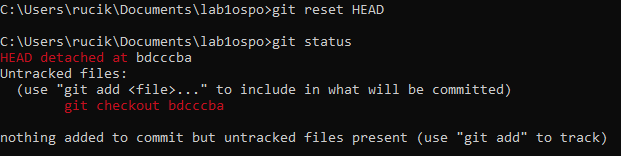 C:\Users\rucik\Documents\lab1ospo>git reset HEAD
C:\Users\rucik\Documents\lab1ospo>git status
HEAD detached at bdcccba
Untracked files:
  (use "git add <file>..." to include in what will be committed)
        git checkout bdcccba
nothing added to commit but untracked files present (use "git add" to track)